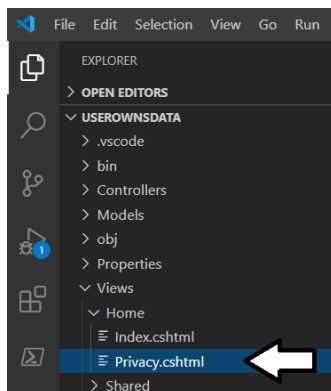 File Edit Selection View Go Run
EXPLORER
OPEN EDITORS
USEROWNSDATA
.vscode
bin
Controllers
Models
obj
Properties
Views
Home
Index.cshtml
Privacy.cshtml
Shared
1